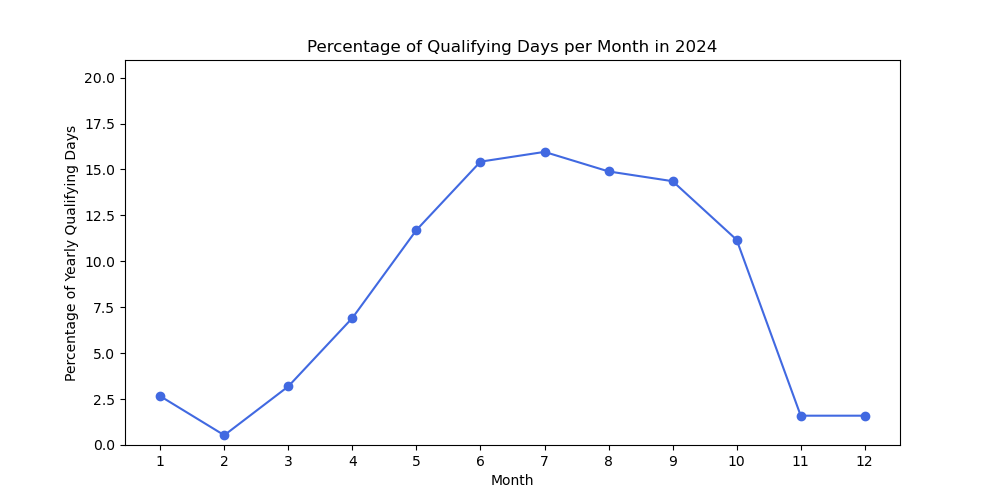 Percentage of Qualifying Days per Month in 2024
Percentage of Yearly Qualifying Days
20.0
17.5
15.0
12.5
10.0
7.5
5.0
2.5
0.0
1 2 3 4 5 6 7 8 9 10 11 12
Month